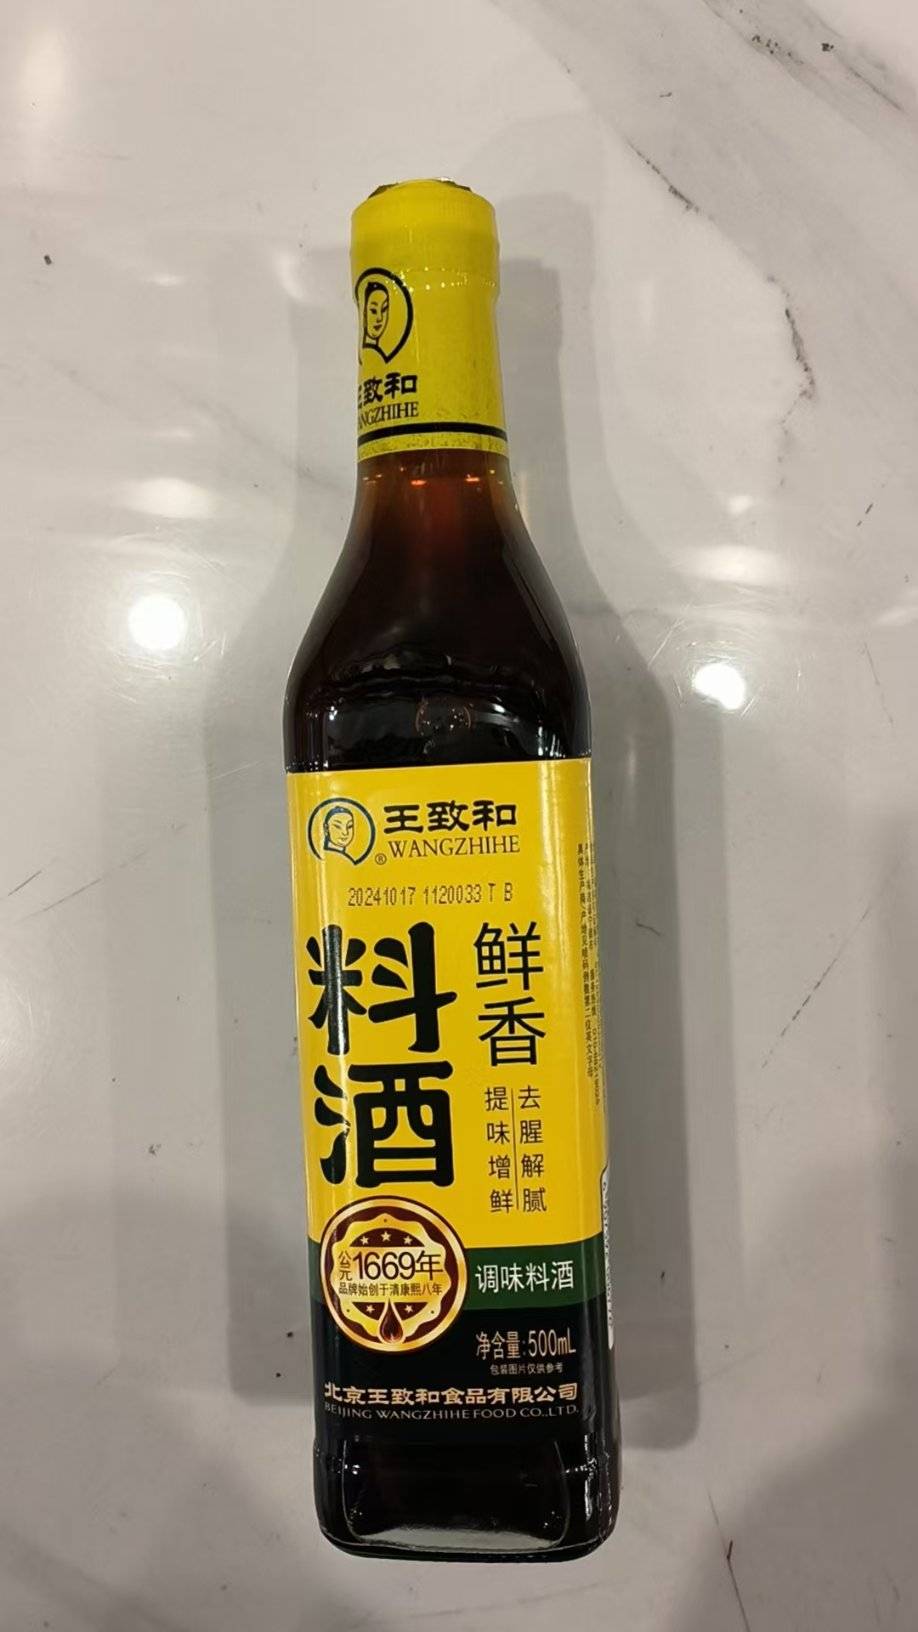 致和
NGZHIHE
王致和
®WANGZHIHE
20241017 1120033 T B
鲜香
料酒
去腥解腻
提味增鲜
公元1669年
品牌始创于清康熙八年
调味料酒
净含量:500mL
包装图片仅供参考
北京王致和食品有限公司
BEIJING WANGZHIHE FOOD CO.,LTD.